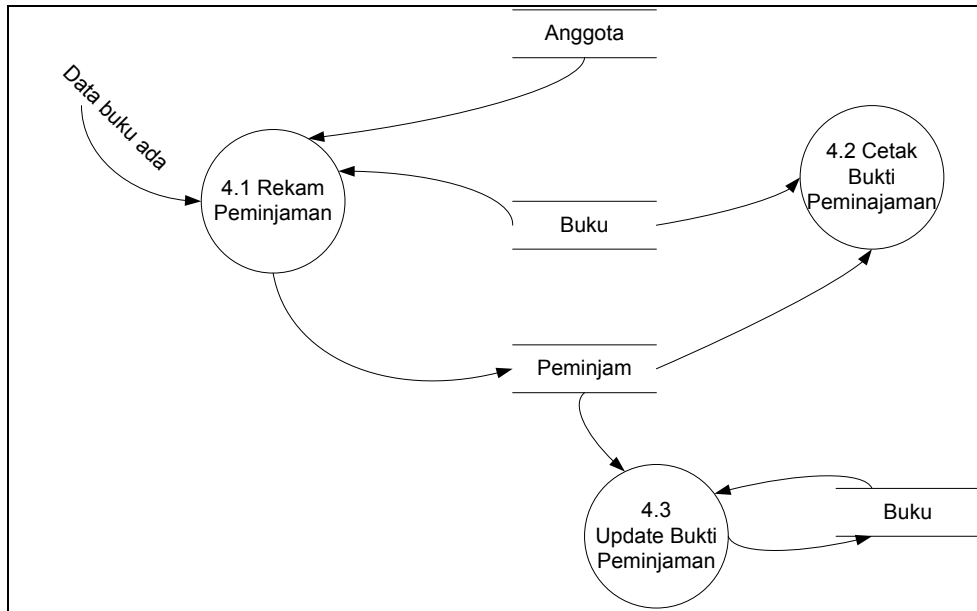 Anggota
Data buku ada
4.1 Rekam
Peminjaman
4.2 Cetak
Bukti
Peminajaman
Buku
Peminjam
4.3
Update Bukti
Peminjaman
Buku